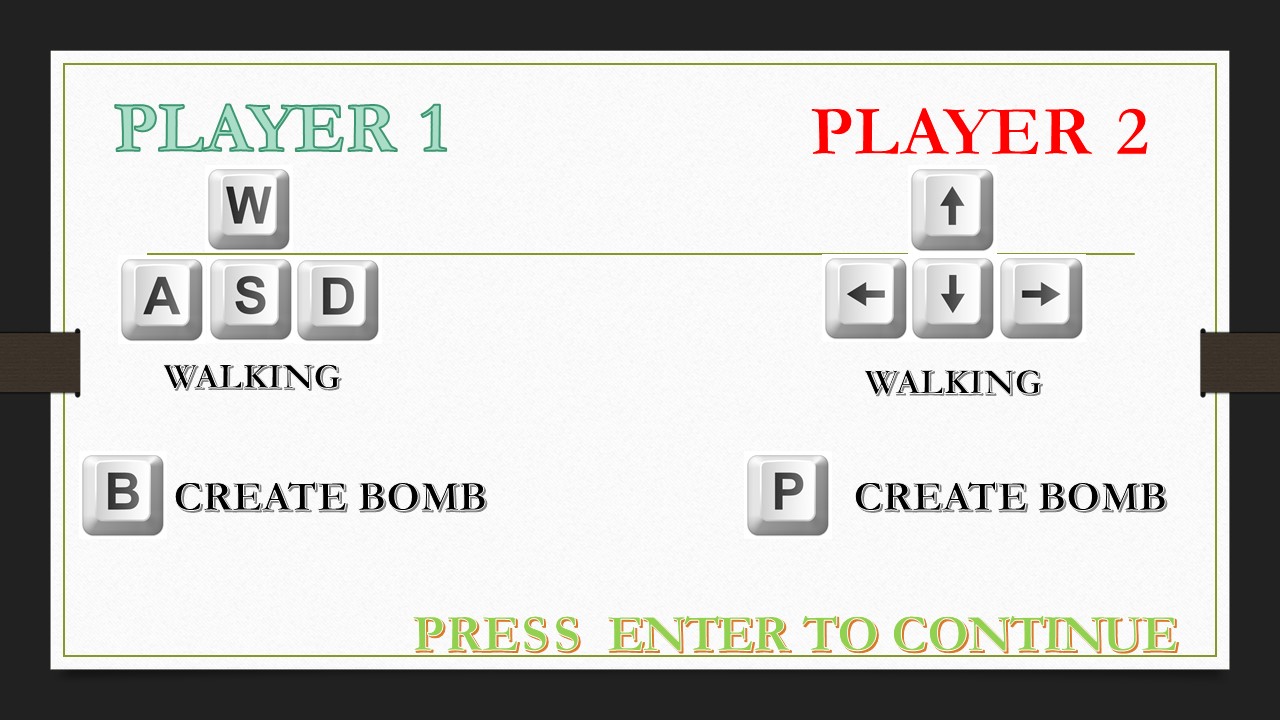 PLAYER 1
W
A S D
WALKING
B CREATE BOMB
PLAYER 2
↑
← ↓ →
WALKING
P CREATE BOMB
PRESS ENTER TO CONTINUE